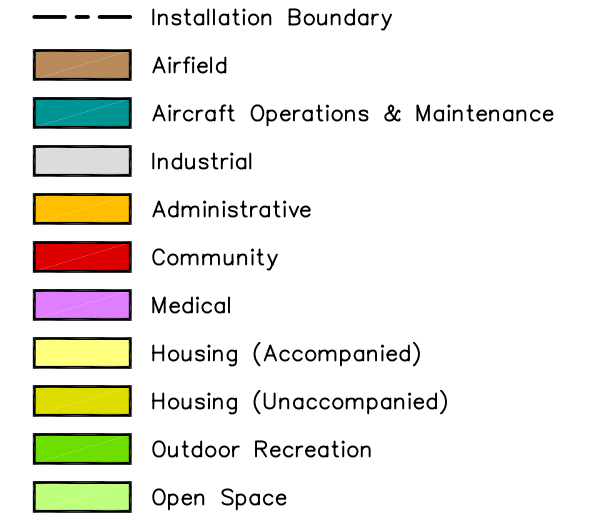 Installation Boundary
Airfield
Aircraft Operations & Maintenance
Industrial
Administrative
Community
Medical
Housing (Accompanied)
Housing (Unaccompanied)
Outdoor Recreation
Open Space